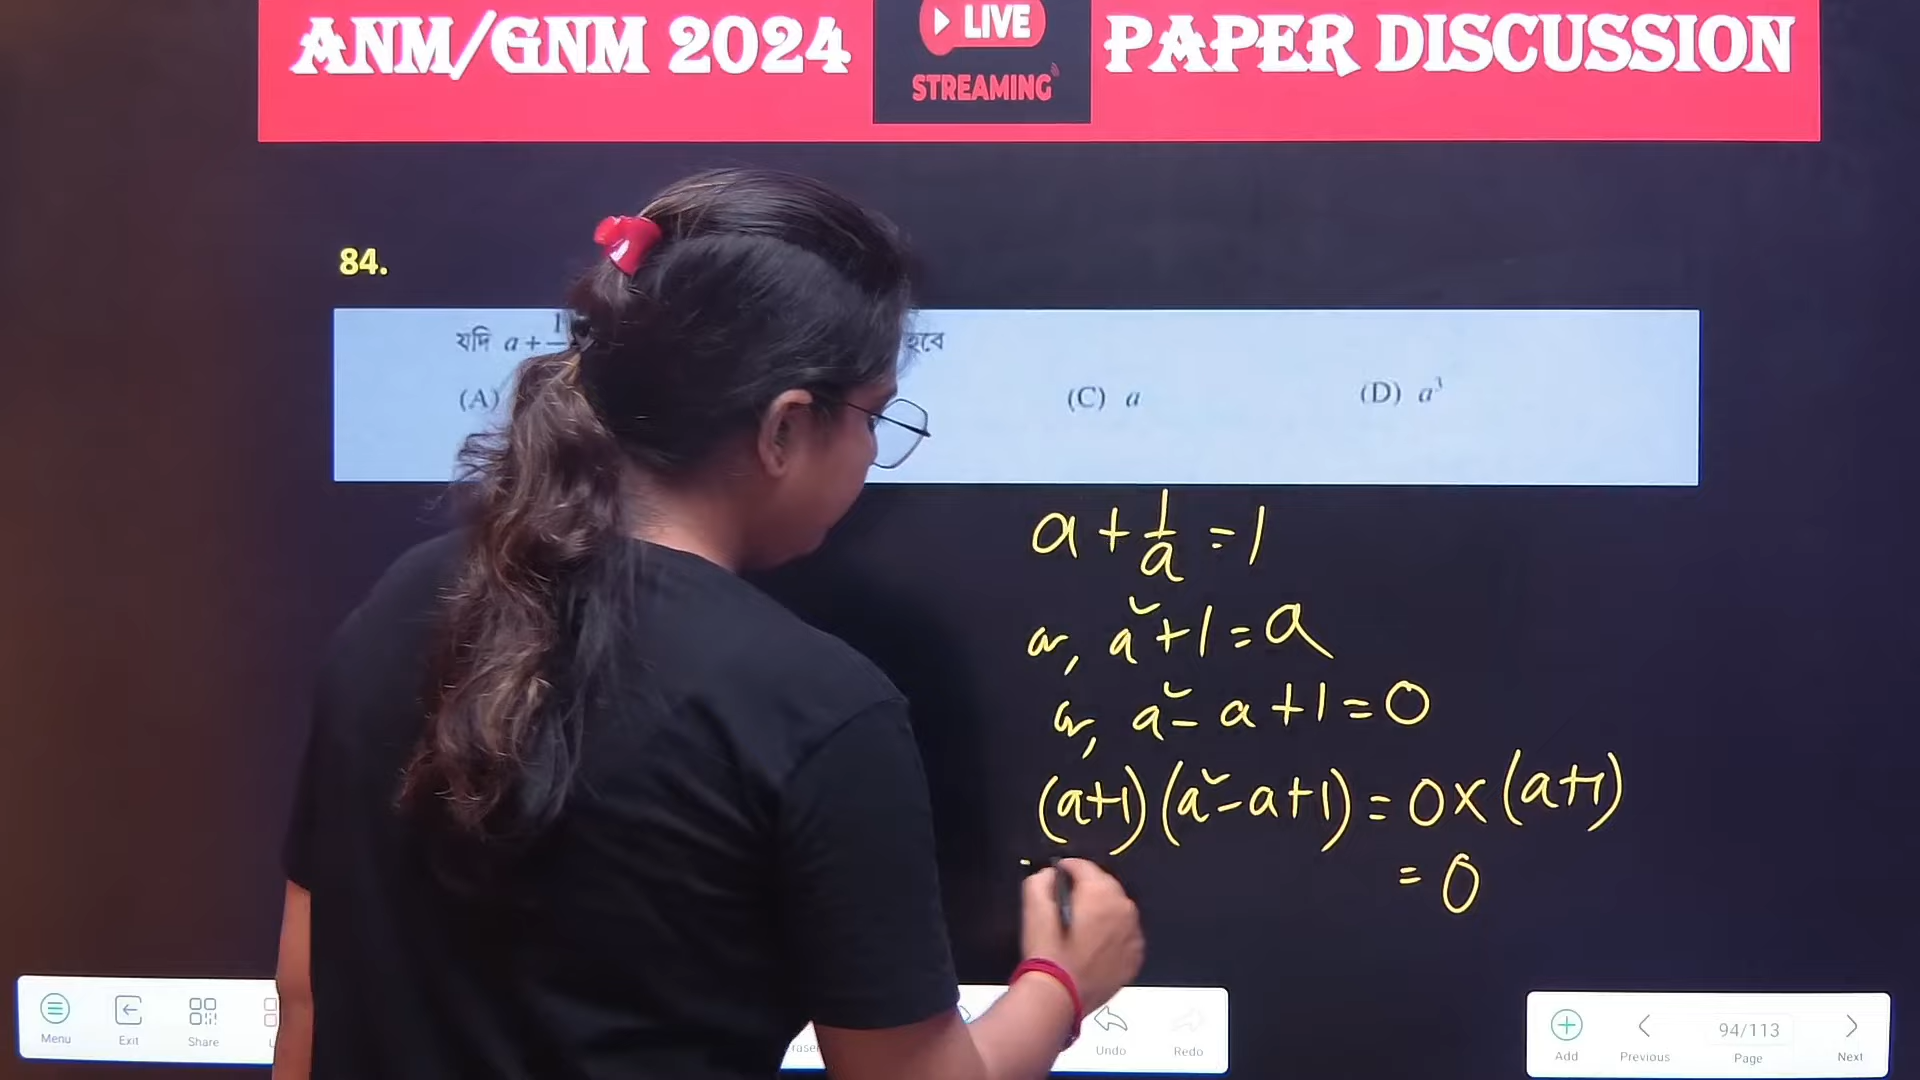 ANM/GNM 2024 LIVE STREAMING PAPER DISCUSSION
84.
যদি a + 1 হবে
(A) (C) a (D) a³
a + 1/a = 1
or, a² + 1 = a
or, a² - a + 1 = 0
(a+1)(a² - a + 1) = 0 × (a+1)
= 0
Menu Exit Share Undo Redo Add Previous 94/113 Page Next